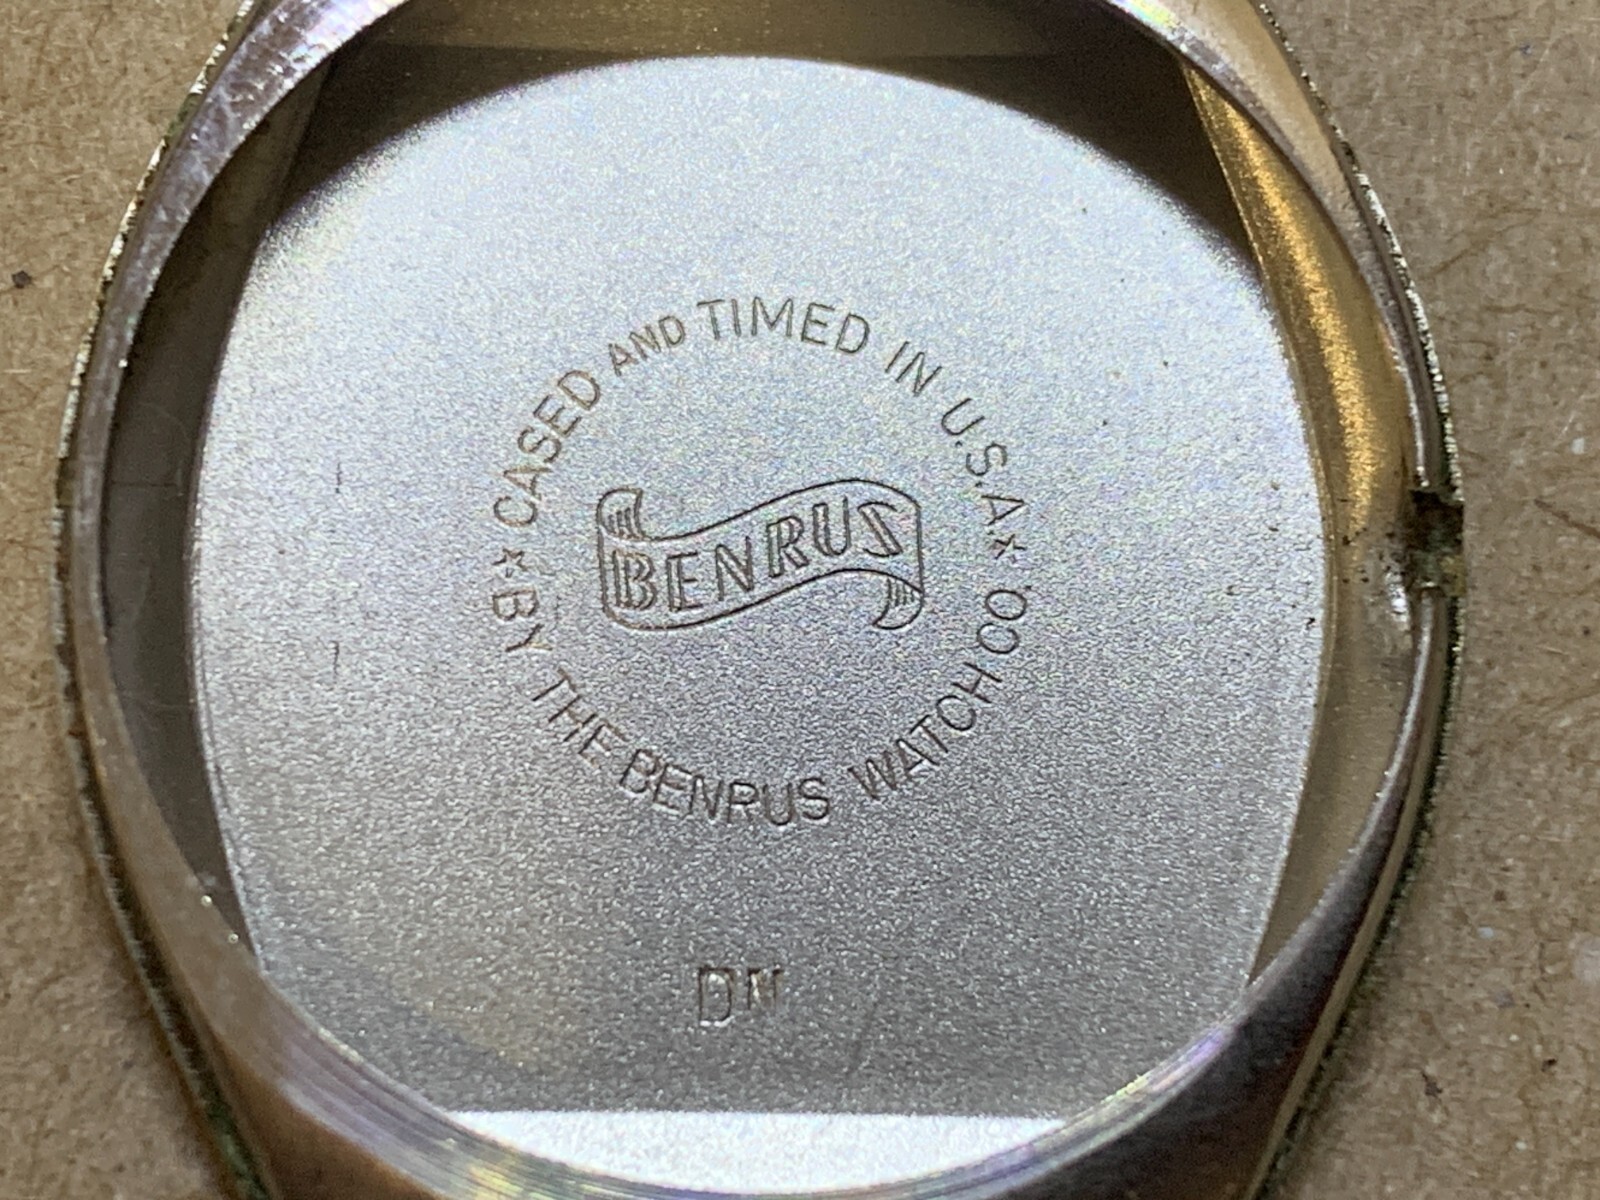 CASED AND TIMED IN U.S.A.
BENRUS
BY THE BENRUS WATCH CO.
DN